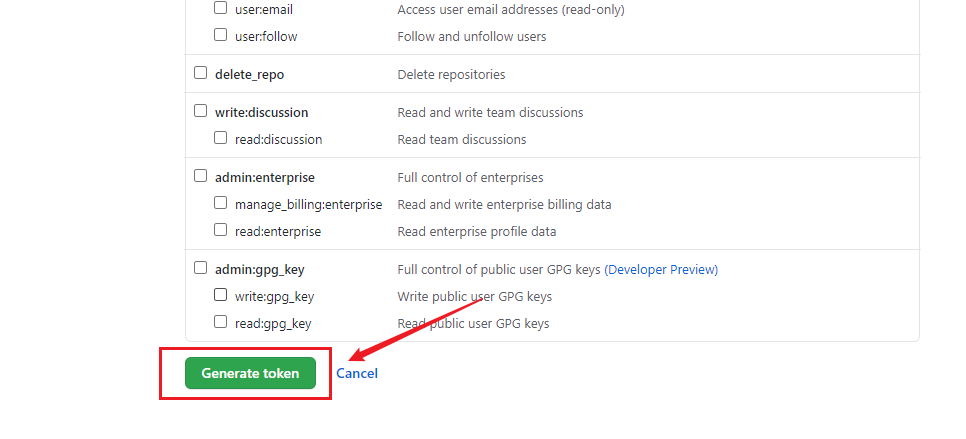 user:email Access user email addresses (read-only)
user:follow Follow and unfollow users
delete_repo Delete repositories
write:discussion Read and write team discussions
read:discussion Read team discussions
admin:enterprise Full control of enterprises
manage_billing:enterprise Read and write enterprise billing data
read:enterprise Read enterprise profile data
admin:gpg_key Full control of public user GPG keys (Developer Preview)
write:gpg_key Write public user GPG keys
read:gpg_key Read public user GPG keys
Generate token Cancel